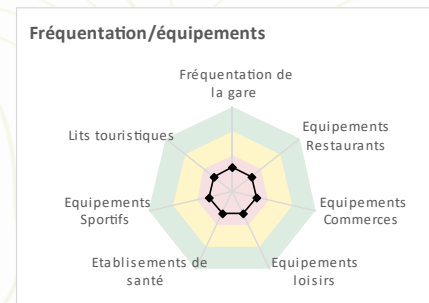 Fréquentation/équipements
Fréquentation de
la gare
Equipements
Restaurants
Equipements
Commerces
Equipements
loisirs
Etablisements de
santé
Equipements
Sportifs
Lits touristiques